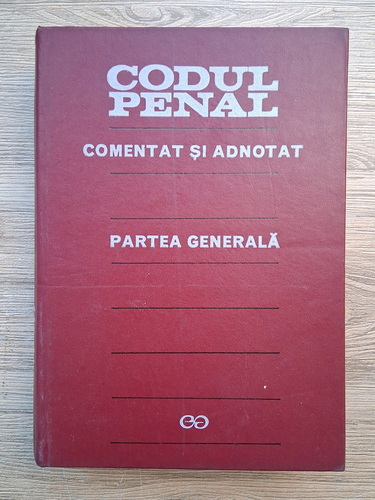 CODUL
PENAL
COMENTAT ȘI ADNOTAT
PARTEA GENERALĂ